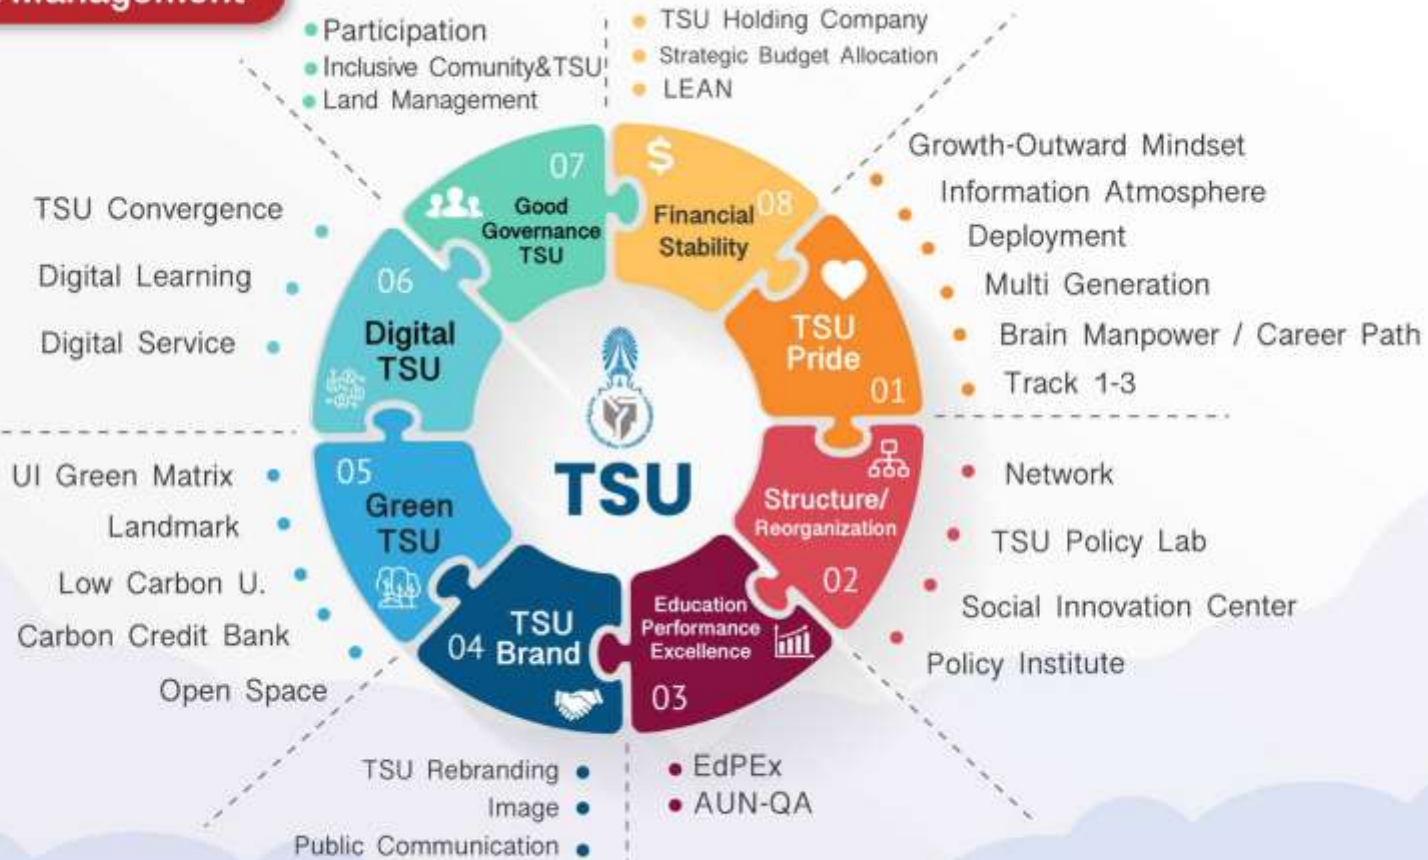 Management
Participation
Inclusive Comunity&TSU
Land Management
TSU Holding Company
Strategic Budget Allocation
LEAN
07
Good
Governance
TSU
$
08
Financial
Stability
Growth-Outward Mindset
Information Atmosphere
Deployment
Multi Generation
Brain Manpower / Career Path
Track 1-3
TSU
Pride
01
TSU Convergence
Digital Learning
Digital Service
06
Digital
TSU
TSU
Structure/
Reorganization
02
Network
TSU Policy Lab
Social Innovation Center
Policy Institute
UI Green Matrix
Landmark
Low Carbon U.
Carbon Credit Bank
Open Space
05
Green
TSU
04
TSU
Brand
Education
Performance
Excellence
03
TSU Rebranding
Image
Public Communication
EdPEx
AUN-QA